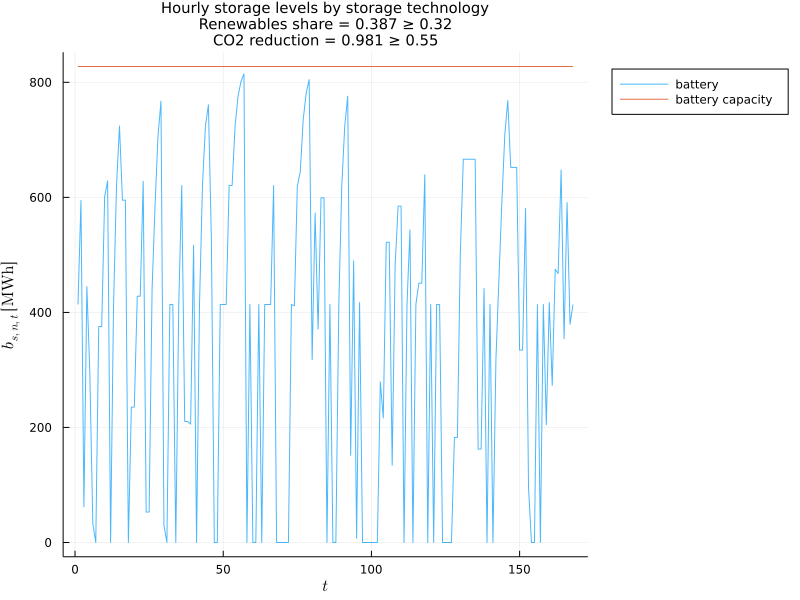 Hourly storage levels by storage technology
Renewables share = 0.387 ≥ 0.32
CO2 reduction = 0.981 ≥ 0.55
battery
battery capacity
800
600
400
200
0
b_{s, n, t} [MWh]
0 50 100 150
t